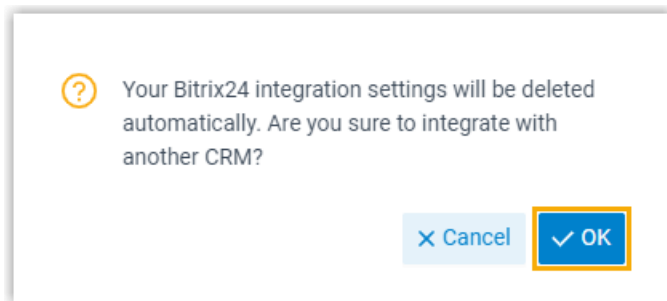 Your Bitrix24 integration settings will be deleted
automatically. Are you sure to integrate with
another CRM?
Cancel OK